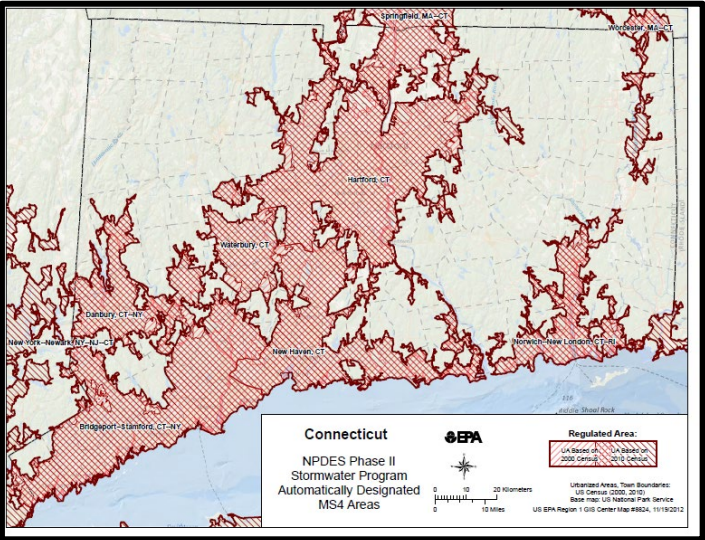 Springfield, MA-CT
Worcester, MA-CT
Hartford, CT
Waterbury, CT
Danbury, CT-NY
New York-Newark, NY-NJ-CT
Norwich-New London, CT-RI
New Haven, CT
Bridgeport-Stamford, CT-NY
Connecticut
NPDES Phase II
Stormwater Program
Automatically Designated
MS4 Areas
EPA
0 10 20 Kilometers
0 10 Miles
Regulated Area:
UA Based on
2000 Census
UA Based on
2010 Census
Urbanized Areas, Town Boundaries:
US Census (2000, 2010)
Base map: US National Park Service
US EPA Region 1 GIS Center Map #8824, 11/19/2012